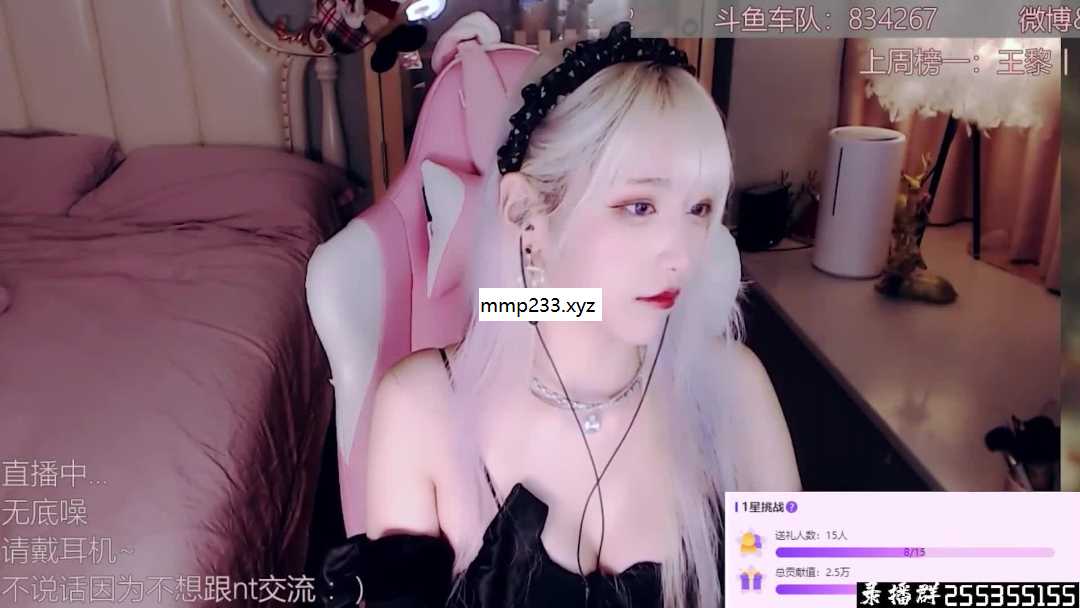 斗鱼车队：834267
微博&
上周榜一：王黎丨
mmp233.xyz
直播中...
无底噪
请戴耳机~
不说话因为不想跟nt交流：）
1星挑战?
送礼人数：15人
8/15
总贡献值：2.5万
录播群255355155